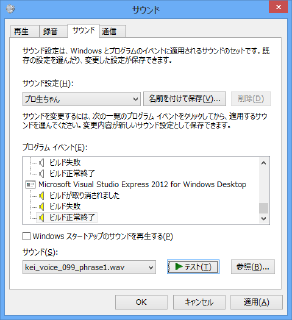 サウンド
再生 録音 サウンド 通信
サウンド設定は、Windows とプログラムのイベントに適用されるサウンドのセットです。既
存の設定を選んだり、変更した設定が保存できます。
サウンド設定(H):
プロ生ちゃん 名前を付けて保存(V)... 削除(D)
サウンドを変更するには、次の一覧のプログラム イベントをクリックしてから、適用するサウ
ンドを選んでください。変更内容が新しいサウンド設定として保存できます。
プログラム イベント(E):
ビルド失敗
ビルド正常終了
Microsoft Visual Studio Express 2012 for Windows Desktop
ビルドが取り消されました
ビルド失敗
ビルド正常終了
Windows スタートアップのサウンドを再生する(P)
サウンド(S):
kei_voice_099_phrase1.wav テスト(T) 参照(B)...
OK キャンセル 適用(A)